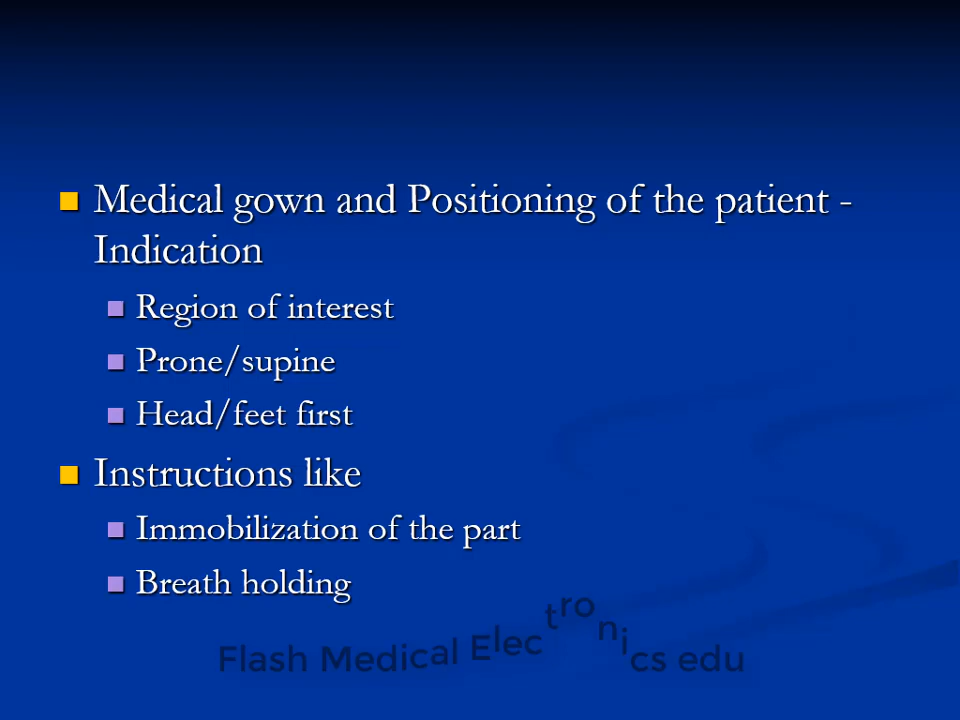 Medical gown and Positioning of the patient -
Indication
Region of interest
Prone/supine
Head/feet first
Instructions like
Immobilization of the part
Breath holding
Flash Medical Electronics edu